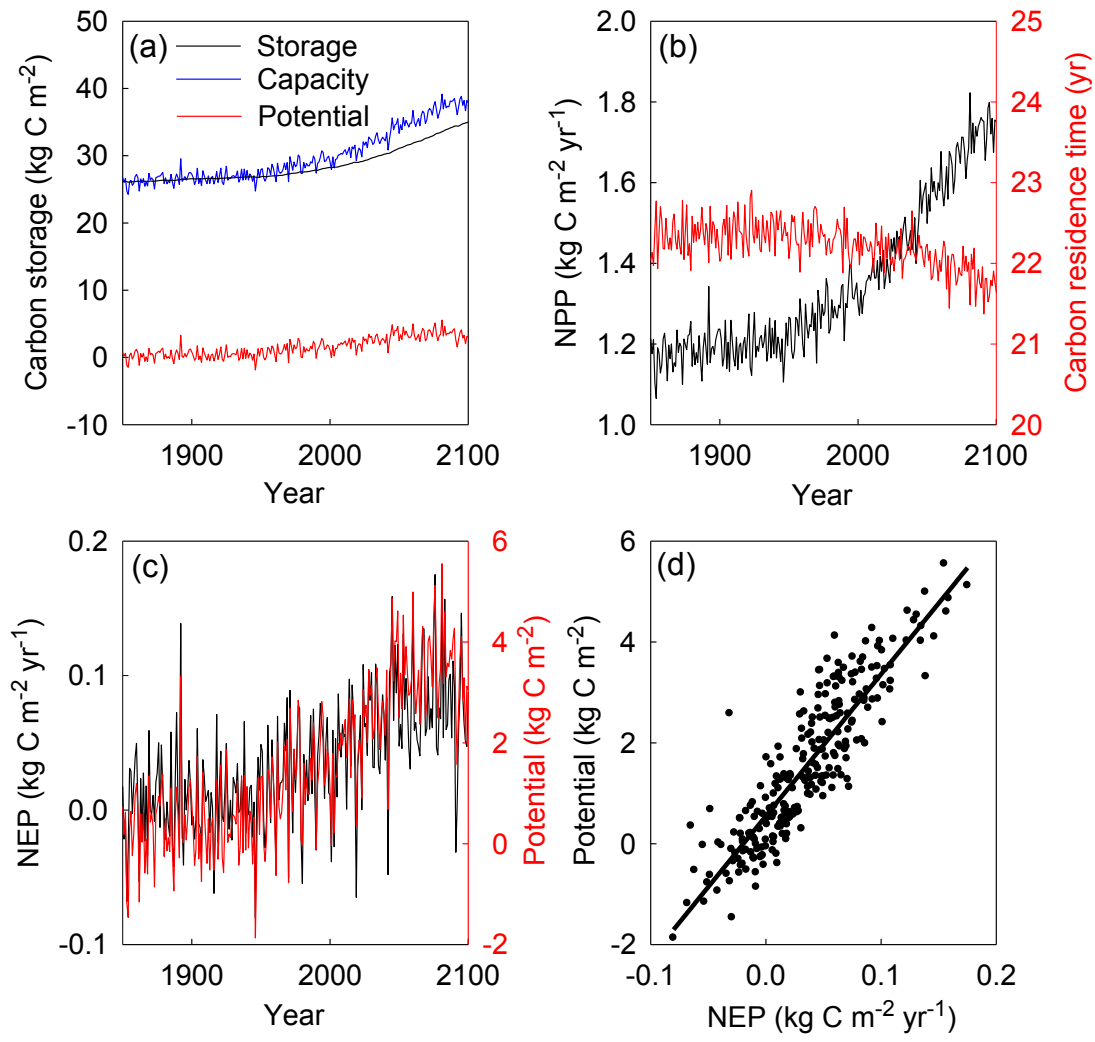 (a)
Storage
Capacity
Potential
50
40
30
20
10
0
-10
Carbon storage (kg C m-2)
1900
2000
2100
Year
(b)
1.0
1.2
1.4
1.6
1.8
2.0
NPP (kg C m-2 yr-1)
25
24
23
22
21
20
Carbon residence time (yr)
1900
2000
2100
Year
(c)
0.2
0.1
0.0
-0.1
NEP (kg C m-2 yr-1)
6
4
2
0
-2
Potential (kg C m-2)
1900
2000
2100
Year
(d)
6
4
2
0
-2
Potential (kg C m-2)
-0.1
0.0
0.1
0.2
NEP (kg C m-2 yr-1)